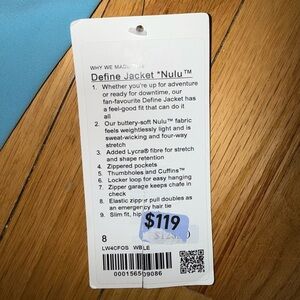 WHY WE MADE THIS
Define Jacket *Nulu™
1. Whether you're up for adventure
or ready for downtime, our
fan-favourite Define Jacket has
a feel-good fit that can do it
all
2. Our buttery-soft Nulu™ fabric
feels weightlessly light and is
sweat-wicking and four-way
stretch
3. Added Lycra® fibre for stretch
and shape retention
4. Zippered pockets
5. Thumbholes and Cuffins™
6. Locker loop for easy hanging
7. Zipper garage keeps chafe in
check
8. Elastic zipper pull doubles as
an emergency hair tie
9. Slim fit, hip
$119
8
LW4CFOS WBLE
000156509086